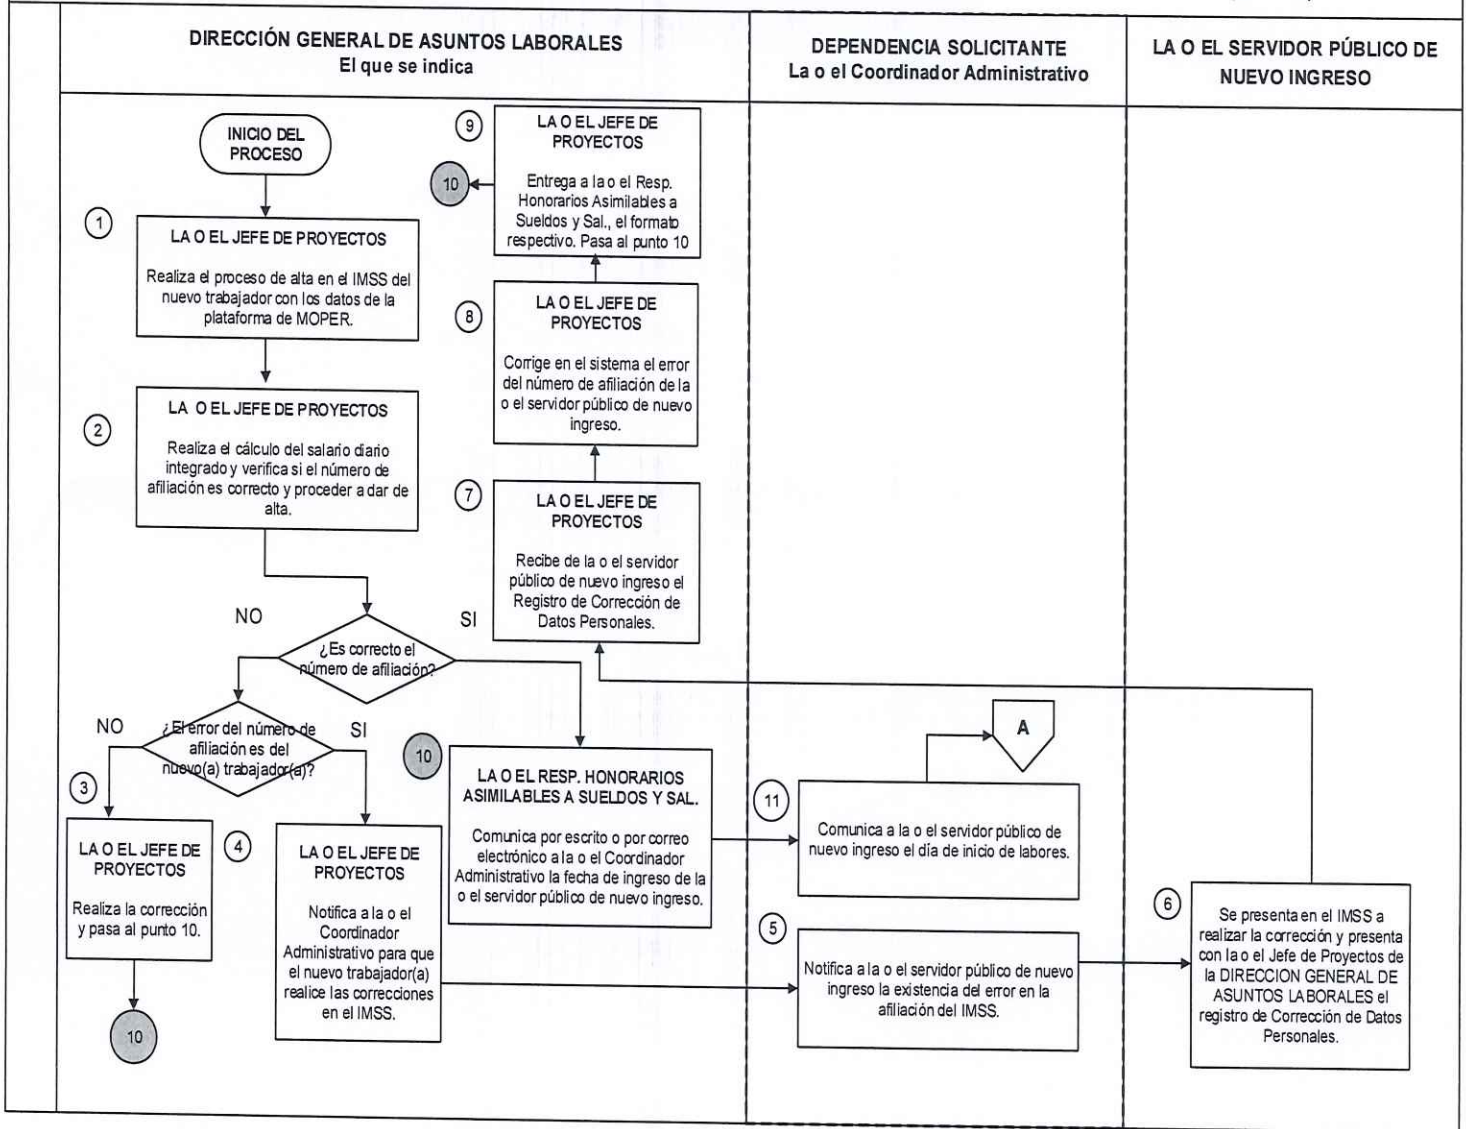 DIRECCIÓN GENERAL DE ASUNTOS LABORALES
El que se indica
DEPENDENCIA SOLICITANTE
La o el Coordinador Administrativo
LA O EL SERVIDOR PÚBLICO DE
NUEVO INGRESO
INICIO DEL
PROCESO
1
LA O EL JEFE DE PROYECTOS
Realiza el proceso de alta en el IMSS del
nuevo trabajador con los datos de la
plataforma de MOPER.
2
LA O EL JEFE DE PROYECTOS
Realiza el cálculo del salario diario
integrado y verifica si el número de
afiliación es correcto y proceder a dar de
alta.
NO
SI
¿Es correcto el
número de afiliación?
NO
SI
¿El error del número de
afiliación es del
nuevo(a) trabajador(a)?
3
LA O EL JEFE DE
PROYECTOS
Realiza la corrección
y pasa al punto 10.
10
4
LA O EL JEFE DE
PROYECTOS
Notifica a la o el
Coordinador
Administrativo para que
el nuevo trabajador(a)
realice las correcciones
en el IMSS.
9
LA O EL JEFE DE
PROYECTOS
Entrega a la o el Resp.
Honorarios Asimilables a
Sueldos y Sal., el formato
respectivo. Pasa al punto 10
10
8
LA O EL JEFE DE
PROYECTOS
Corrige en el sistema el error
del número de afiliación de la
o el servidor público de nuevo
ingreso.
7
LA O EL JEFE DE
PROYECTOS
Recibe de la o el servidor
público de nuevo ingreso el
Registro de Corrección de
Datos Personales.
10
LA O EL RESP. HONORARIOS
ASIMILABLES A SUELDOS Y SAL.
Comunica por escrito o por correo
electrónico a la o el Coordinador
Administrativo la fecha de ingreso de la
o el servidor público de nuevo ingreso.
A
11
Comunica a la o el servidor público de
nuevo ingreso el día de inicio de labores.
5
Notifica a la o el servidor público de nuevo
ingreso la existencia del error en la
afiliación del IMSS.
6
Se presenta en el IMSS a
realizar la corrección y presenta
con la o el Jefe de Proyectos de
la DIRECCION GENERAL DE
ASUNTOS LABORALES el
registro de Corrección de Datos
Personales.